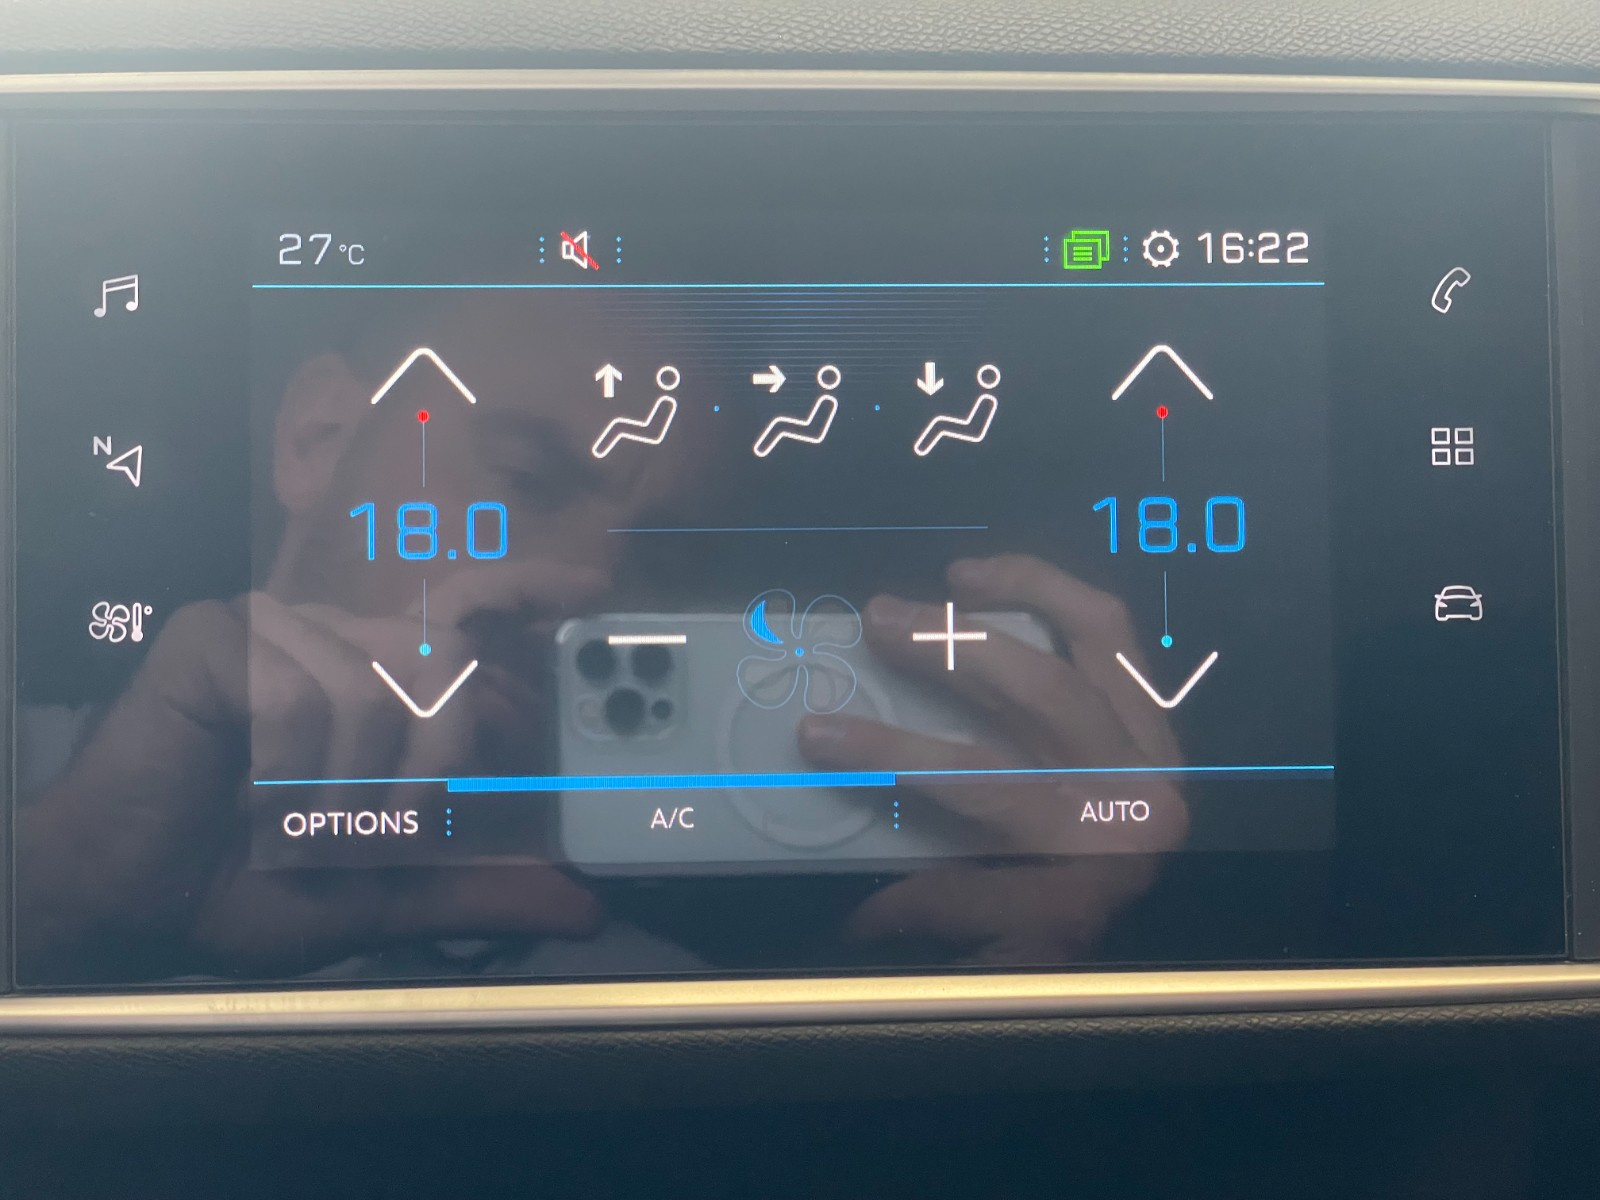 27°C 16:22
N
18.0 18.0
OPTIONS A/C AUTO